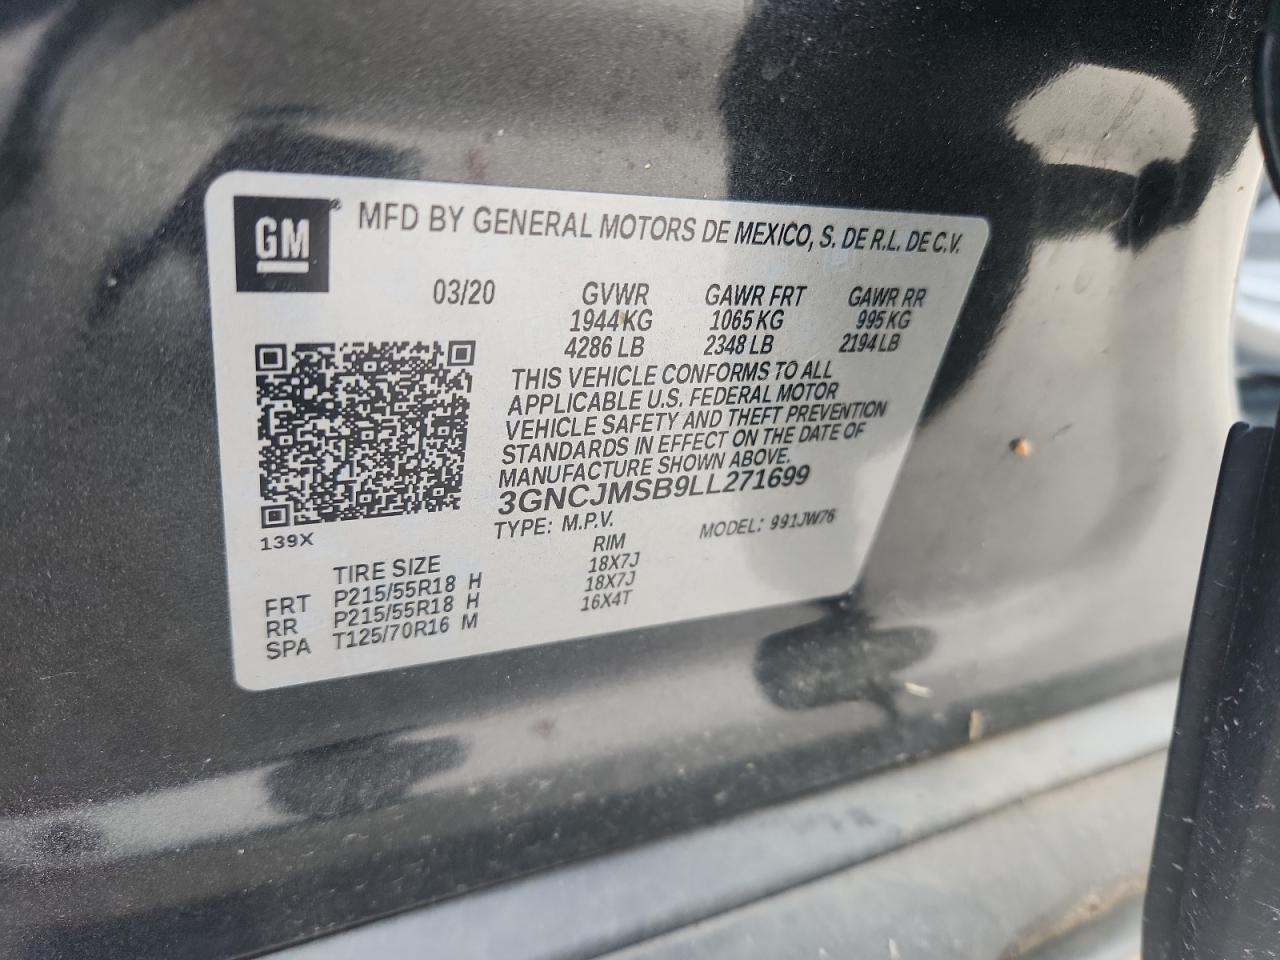 GM ® MFD BY GENERAL MOTORS DE MEXICO, S. DE R.L. DE C.V.
03/20 GVWR GAWR FRT GAWR RR
1944 KG 1065 KG 995 KG
4286 LB 2348 LB 2194 LB
THIS VEHICLE CONFORMS TO ALL
APPLICABLE U.S. FEDERAL MOTOR
VEHICLE SAFETY AND THEFT PREVENTION
STANDARDS IN EFFECT ON THE DATE OF
MANUFACTURE SHOWN ABOVE.
3GNCJMSB9LL271699
TYPE: M.P.V. MODEL: 991JW76
139X
TIRE SIZE RIM
FRT P215/55R18 H 18X7J
RR P215/55R18 H 18X7J
SPA T125/70R16 M 16X4T